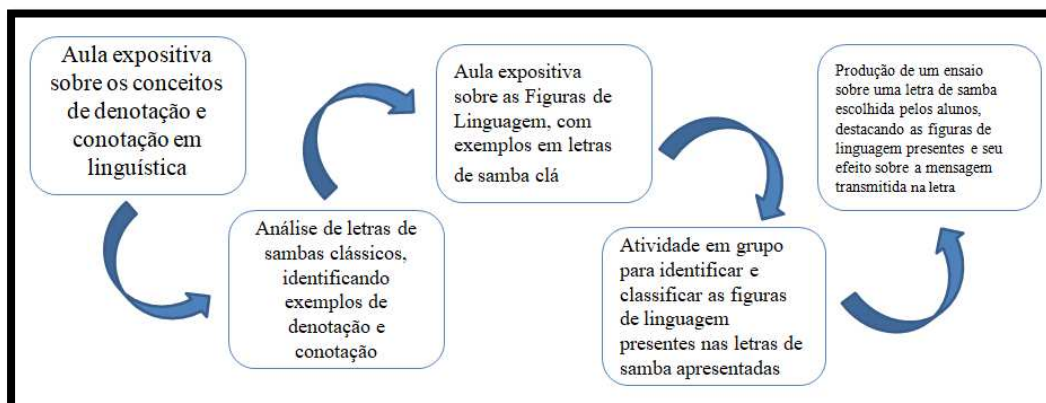 Aula expositiva
sobre os conceitos
de denotação e
conotação em
linguística
Análise de letras de
sambas clássicos,
identificando
exemplos de
denotação e
conotação
Aula expositiva
sobre as Figuras de
Linguagem, com
exemplos em letras
de samba clá
Atividade em grupo
para identificar e
classificar as figuras
de linguagem
presentes nas letras de
samba apresentadas
Produção de um ensaio
sobre uma letra de samba
escolhida pelos alunos,
destacando as figuras de
linguagem presentes e seu
efeito sobre a mensagem
transmitida na letra